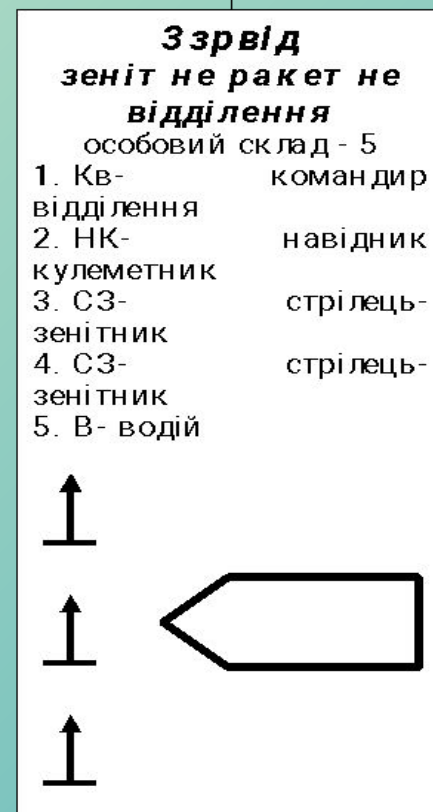 3зрвід
зеніт не ракет не
відділення
особовий склад - 5
1. Кв- командир
відділення
2. НК- навідник
кулеметник
3. СЗ- стрілець-
зенітник
4. СЗ- стрілець-
зенітник
5. В- водій